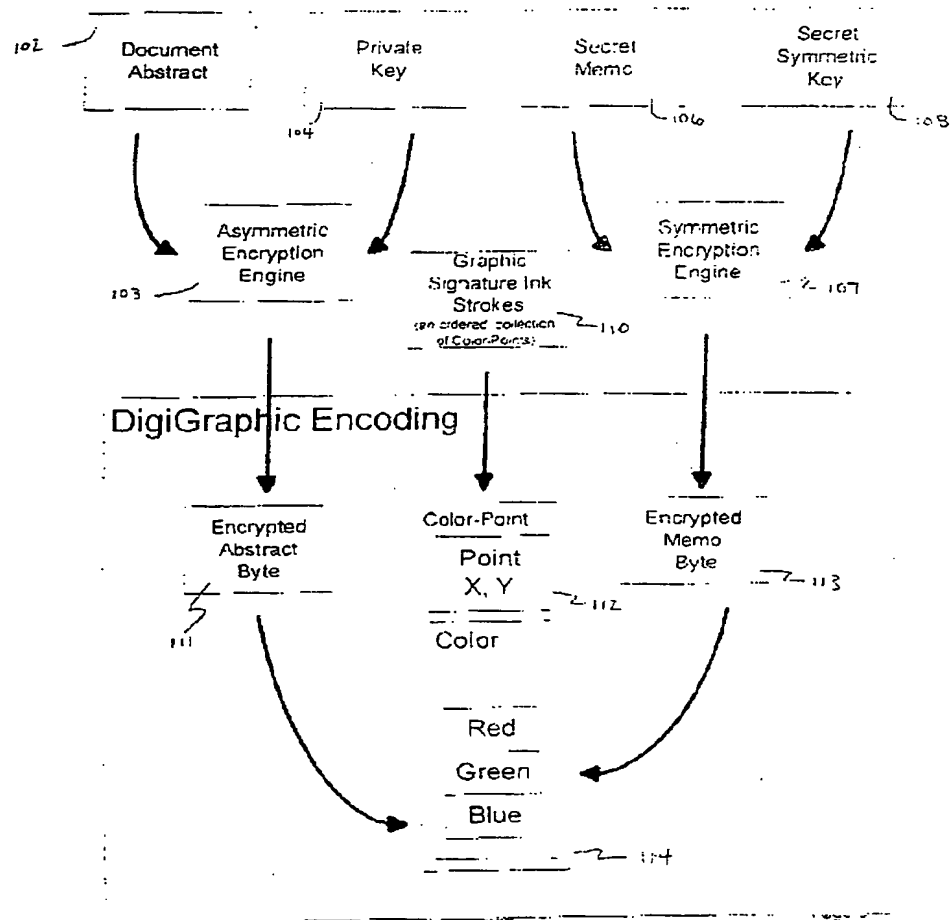 102
Document
Abstract
Private
Key
Secret
Memo
Secret
Symmetric
Key
104
106
108
Asymmetric
Encryption
Engine
103
Graphic
Signature Ink
Strokes
(an ordered collection
of Color-Points)
110
Symmetric
Encryption
Engine
107
DigiGraphic Encoding
Encrypted
Abstract
Byte
111
Color-Point
Point
X, Y
112
Color
Encrypted
Memo
Byte
113
Red
Green
Blue
114